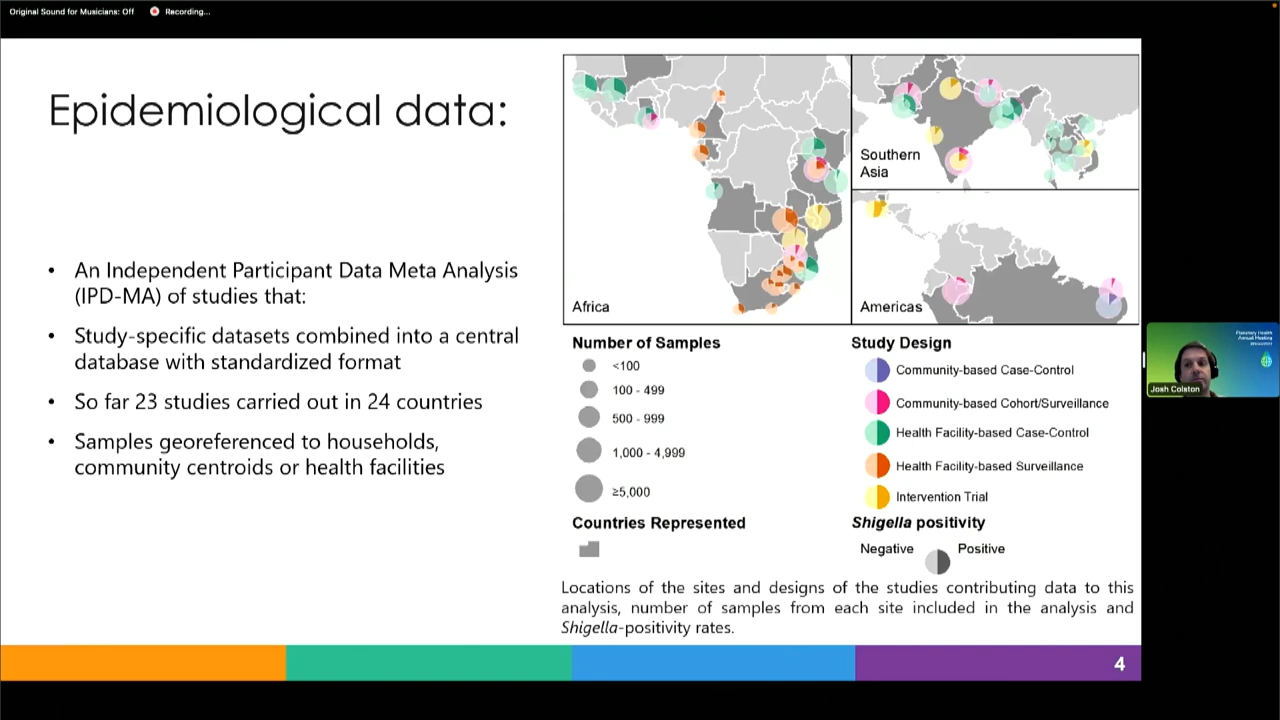 Original Sound for Musicians: Off
Recording...
Epidemiological data:
• An Independent Participant Data Meta Analysis
(IPD-MA) of studies that:
• Study-specific datasets combined into a central
database with standardized format
• So far 23 studies carried out in 24 countries
• Samples georeferenced to households,
community centroids or health facilities
Africa
Southern
Asia
Americas
Number of Samples
<100
100 - 499
500 - 999
1,000 - 4,999
≥5,000
Countries Represented
Study Design
Community-based Case-Control
Community-based Cohort/Surveillance
Health Facility-based Case-Control
Health Facility-based Surveillance
Intervention Trial
Shigella positivity
Negative
Positive
Locations of the sites and designs of the studies contributing data to this
analysis, number of samples from each site included in the analysis and
Shigella-positivity rates.
4
Planetary Health
Annual Meeting
Josh Colston